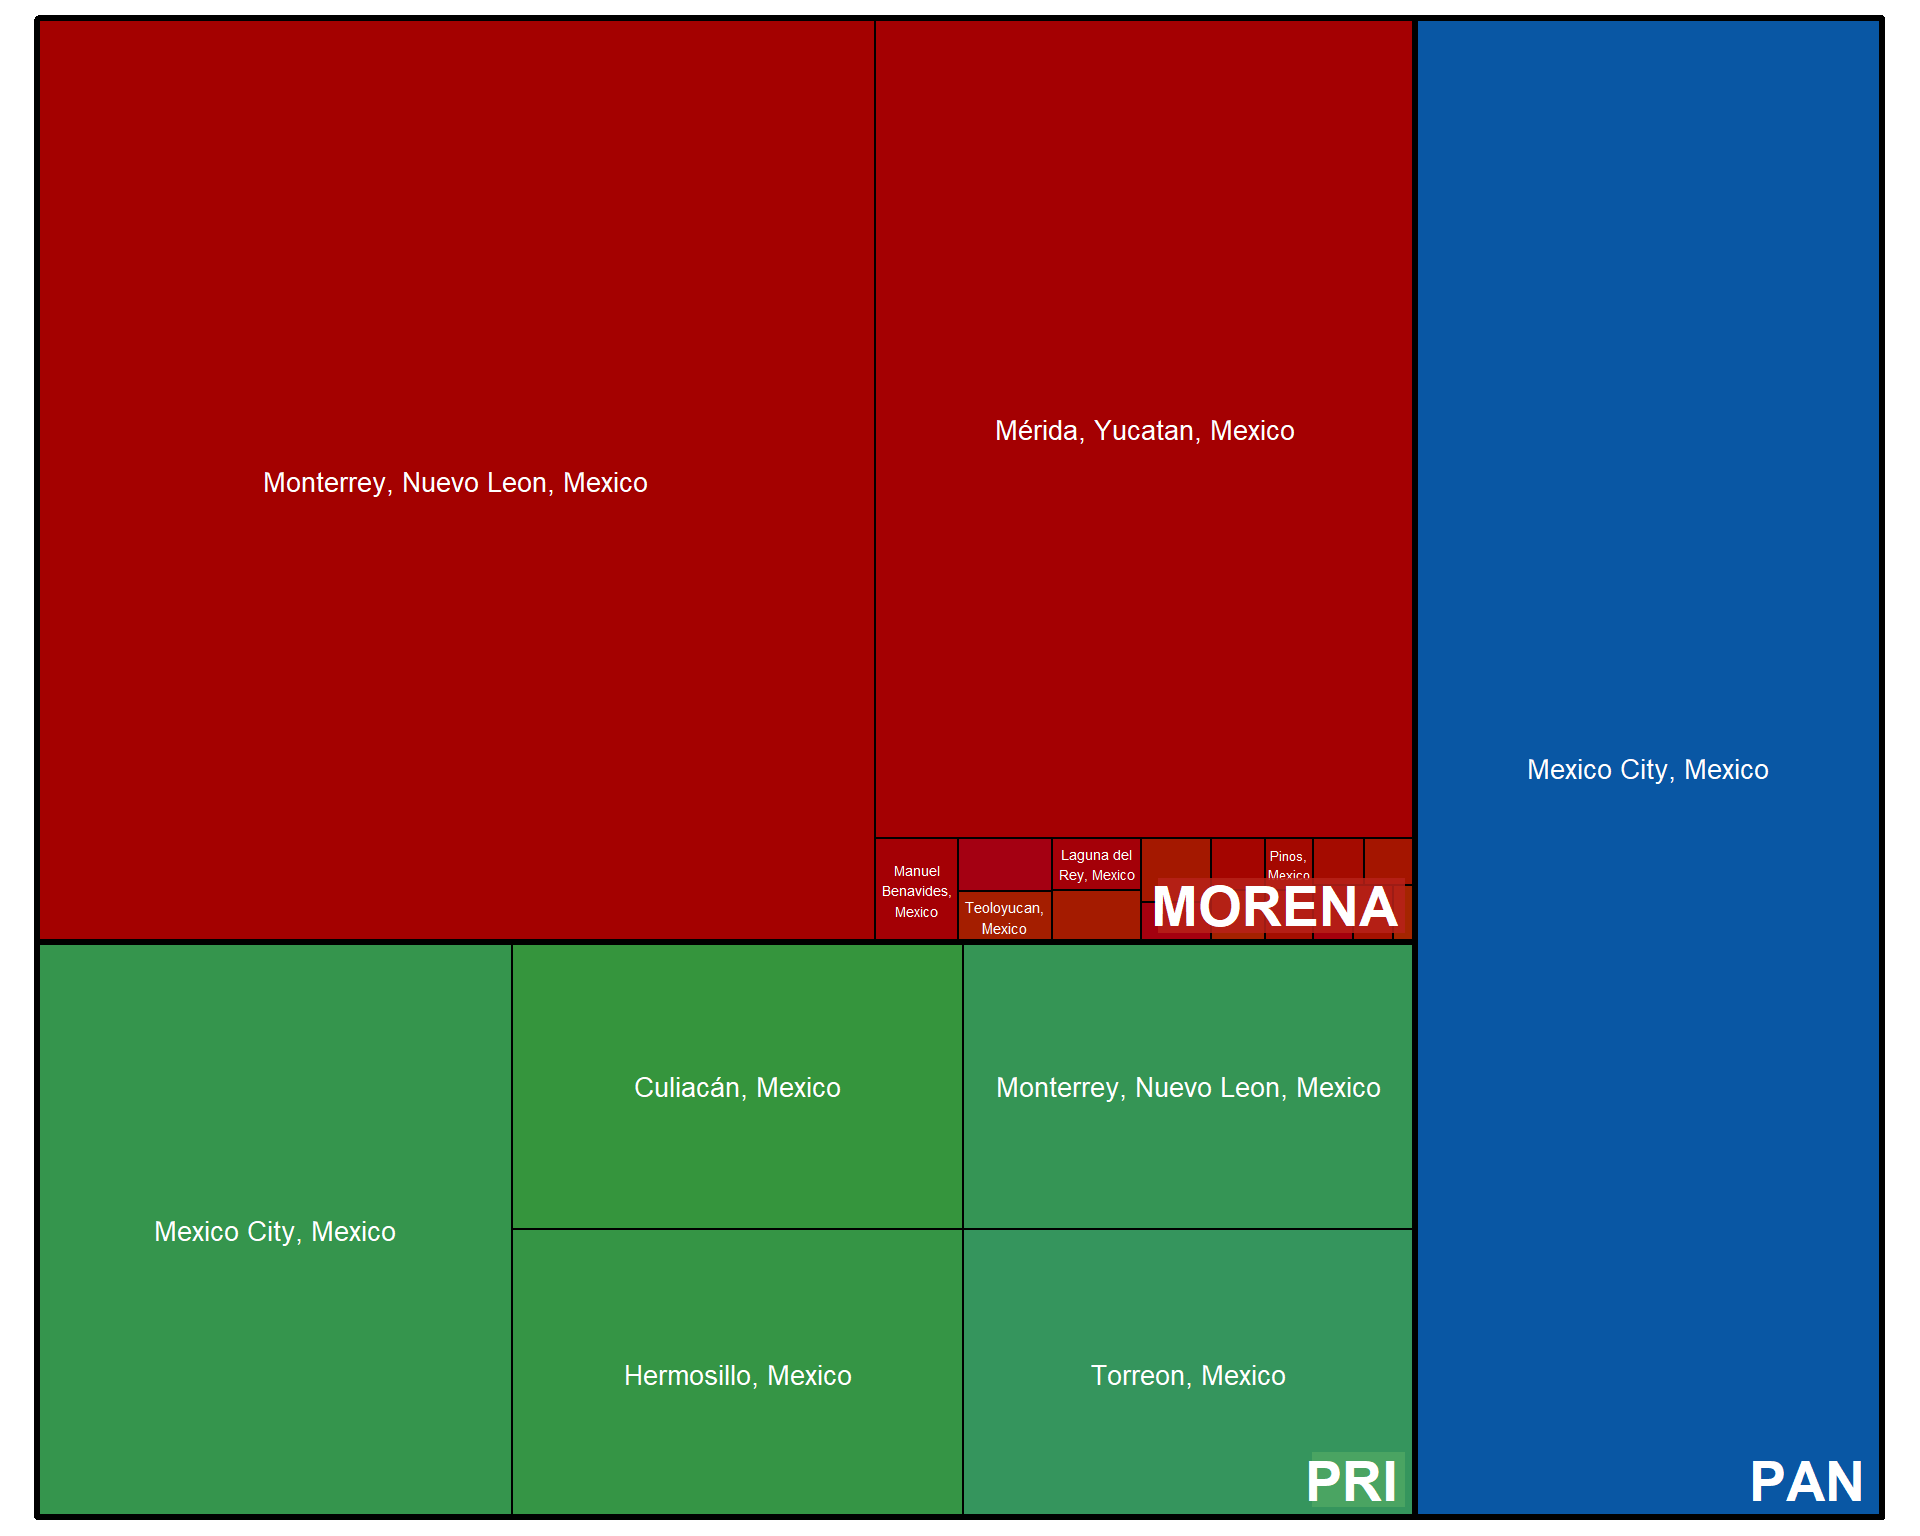 Monterrey, Nuevo Leon, Mexico
Mérida, Yucatan, Mexico
Mexico City, Mexico
Manuel
Benavides,
Mexico
Teoloyucan,
Mexico
Laguna del
Rey, Mexico
Pinos,
Mexico
MORENA
Mexico City, Mexico
Culiacán, Mexico
Monterrey, Nuevo Leon, Mexico
Hermosillo, Mexico
Torreon, Mexico
PRI
PAN